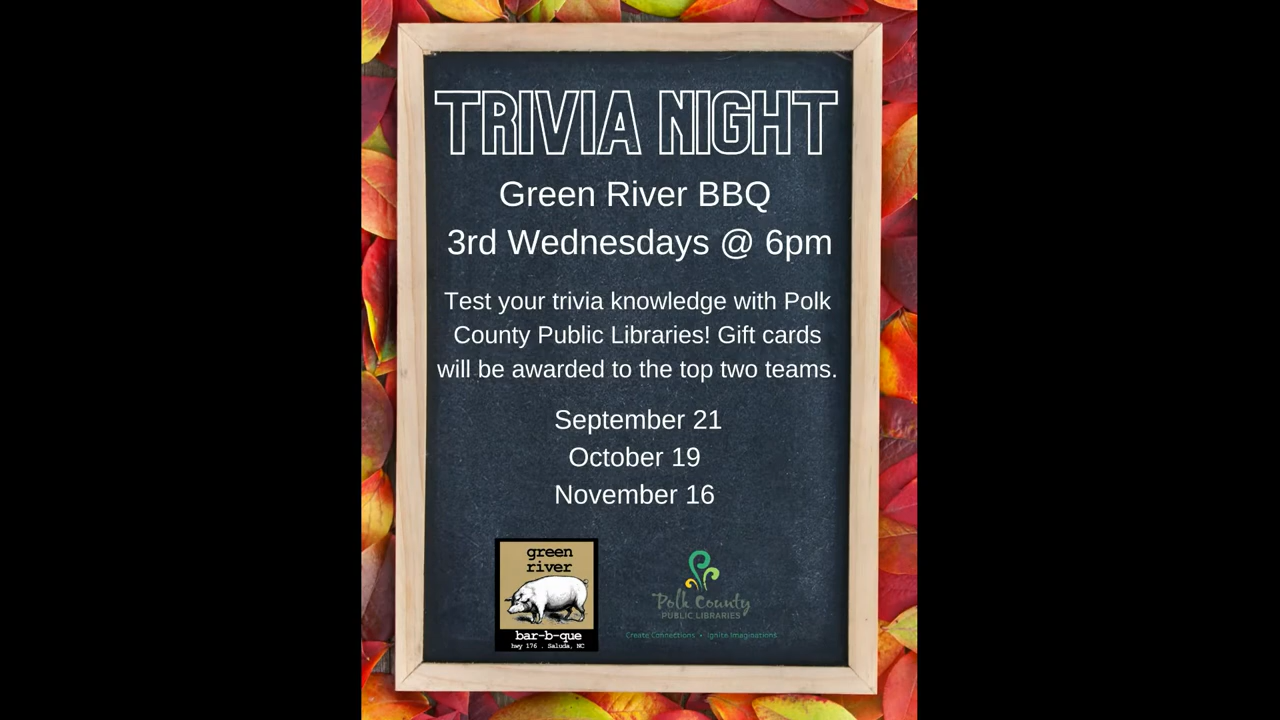 TRIVIA NIGHT
Green River BBQ
3rd Wednesdays @ 6pm
Test your trivia knowledge with Polk
County Public Libraries! Gift cards
will be awarded to the top two teams.
September 21
October 19
November 16
green
river
bar-b-que
hwy 176 . Saluda, NC
Polk County
PUBLIC LIBRARIES
Create Connections • Ignite Imaginations